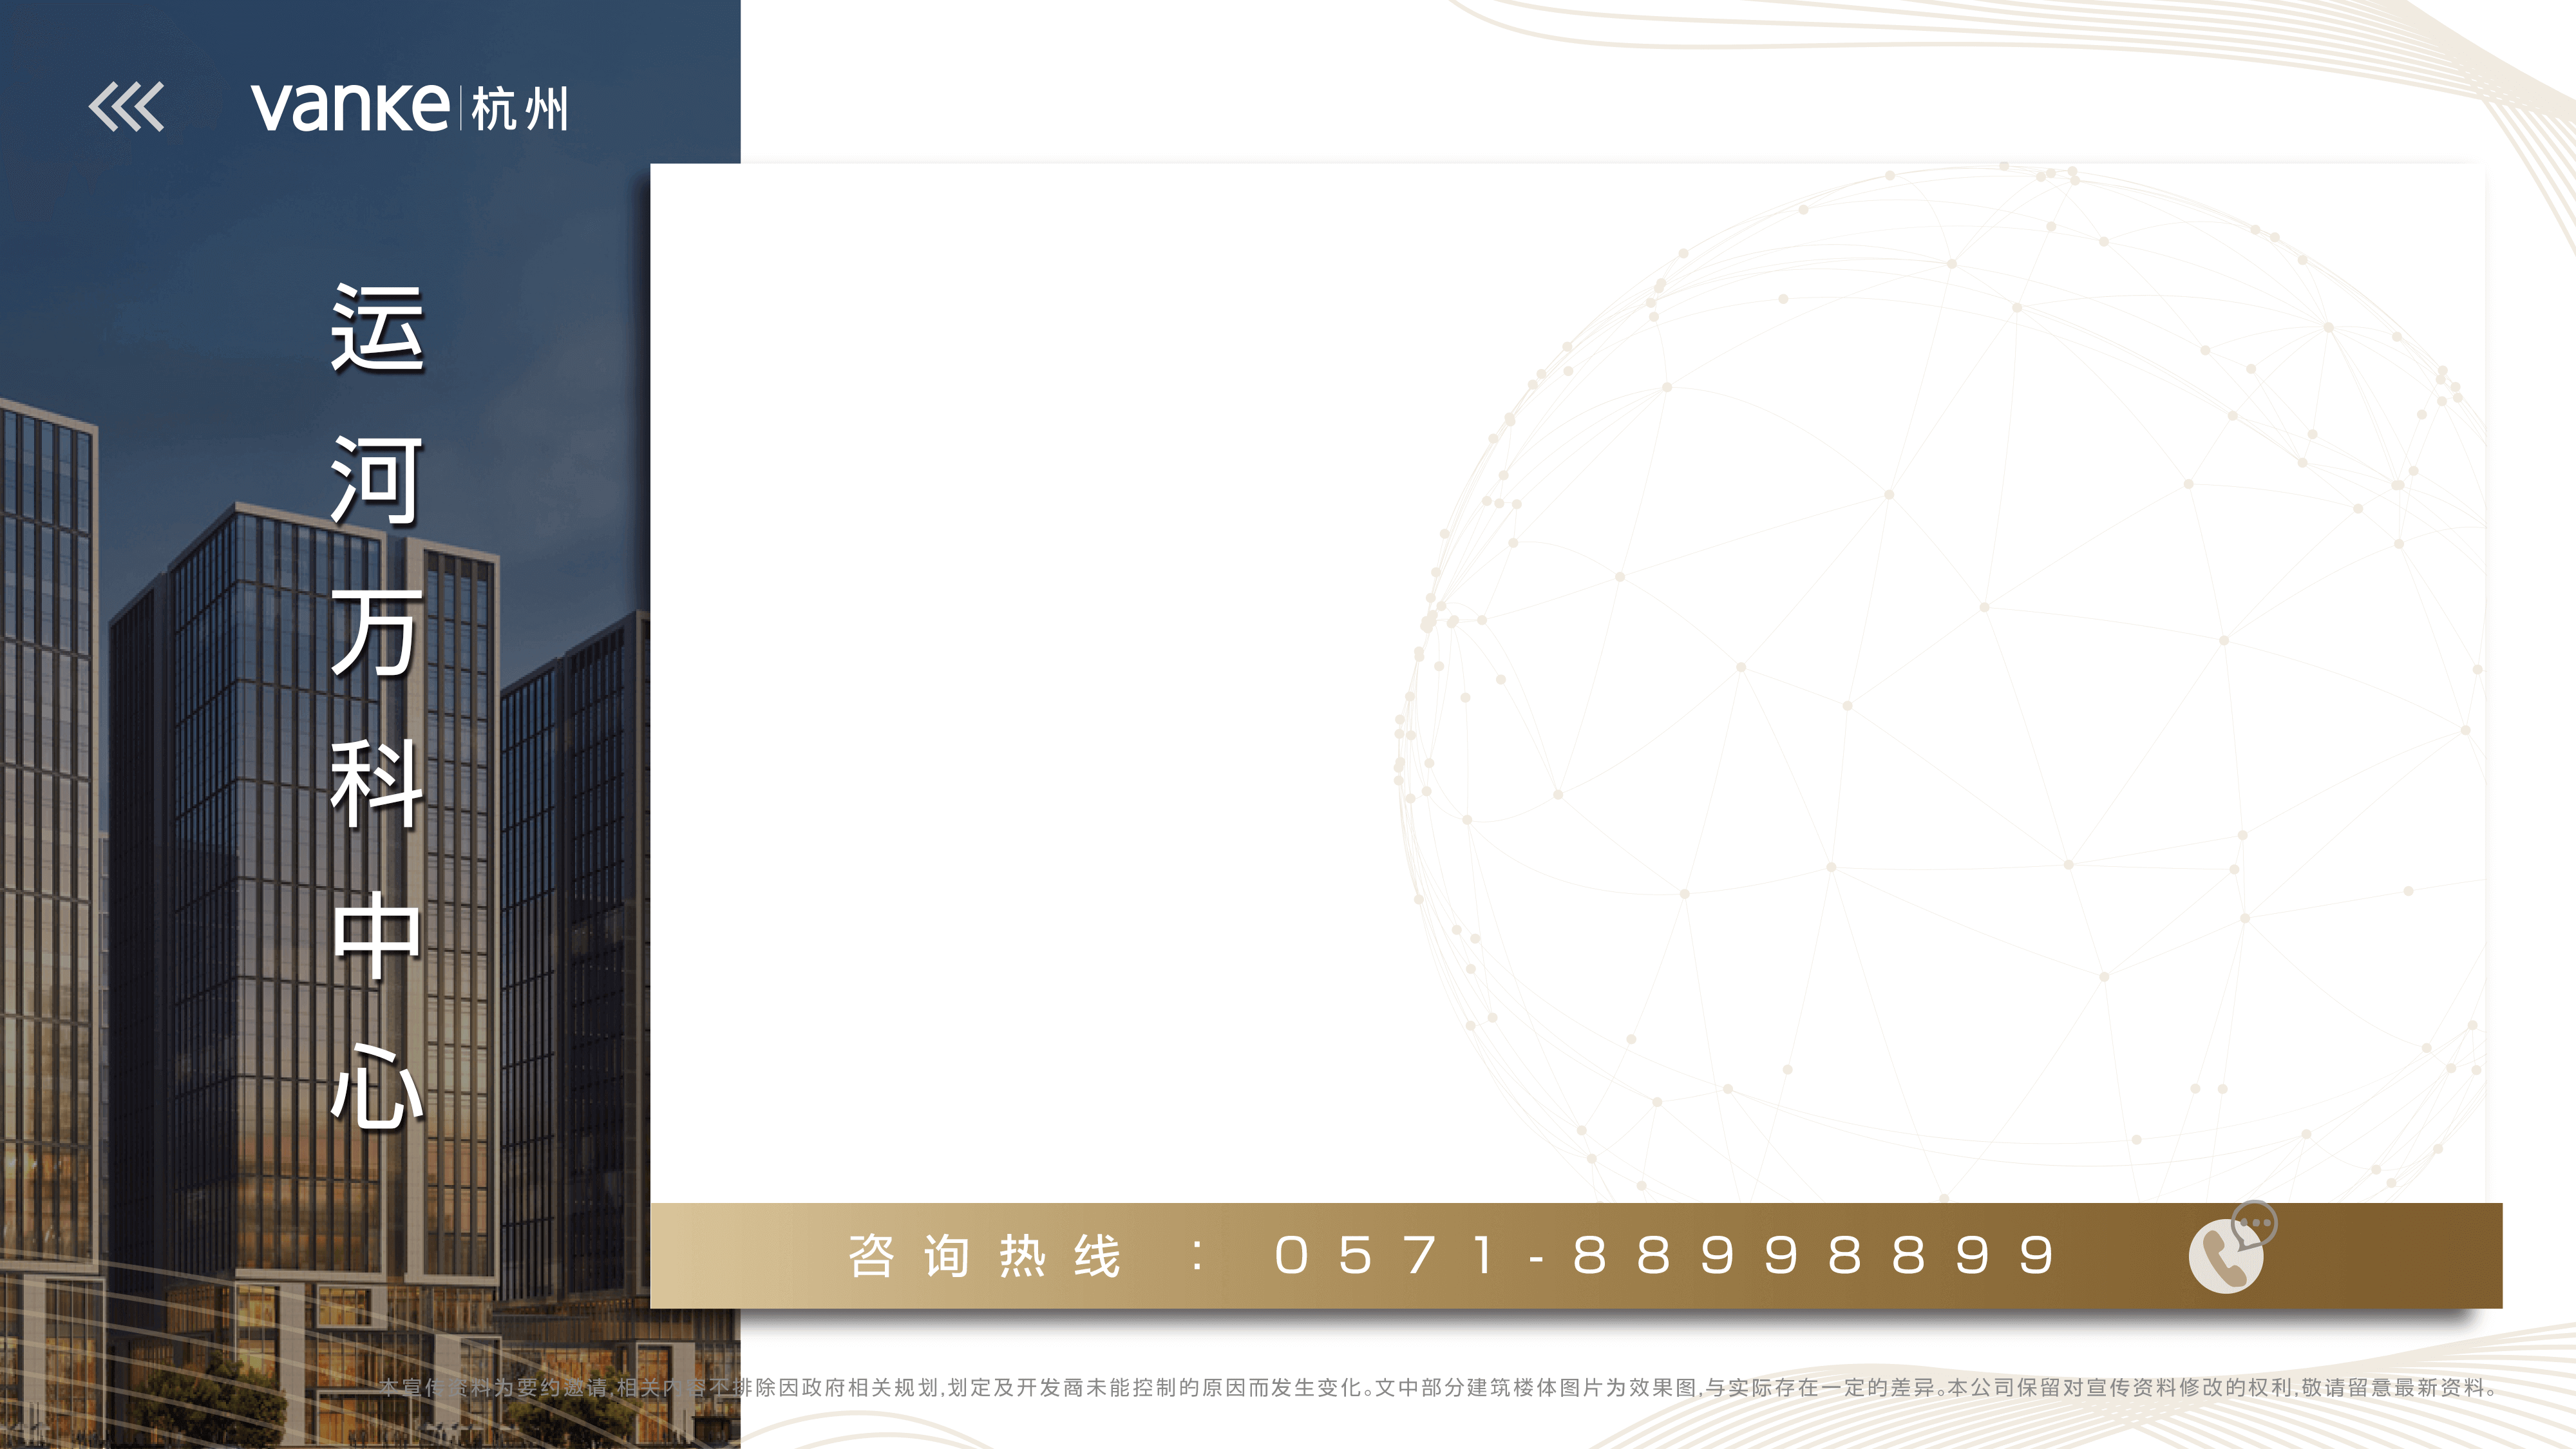 vanke 杭州
运河万科中心
咨询热线 : 0571-88998899
本宣传资料为要约邀请,相关内容不排除因政府相关规划,划定及开发商未能控制的原因而发生变化。文中部分建筑楼体图片为效果图,与实际存在一定的差异。本公司保留对宣传资料修改的权利,敬请留意最新资料。